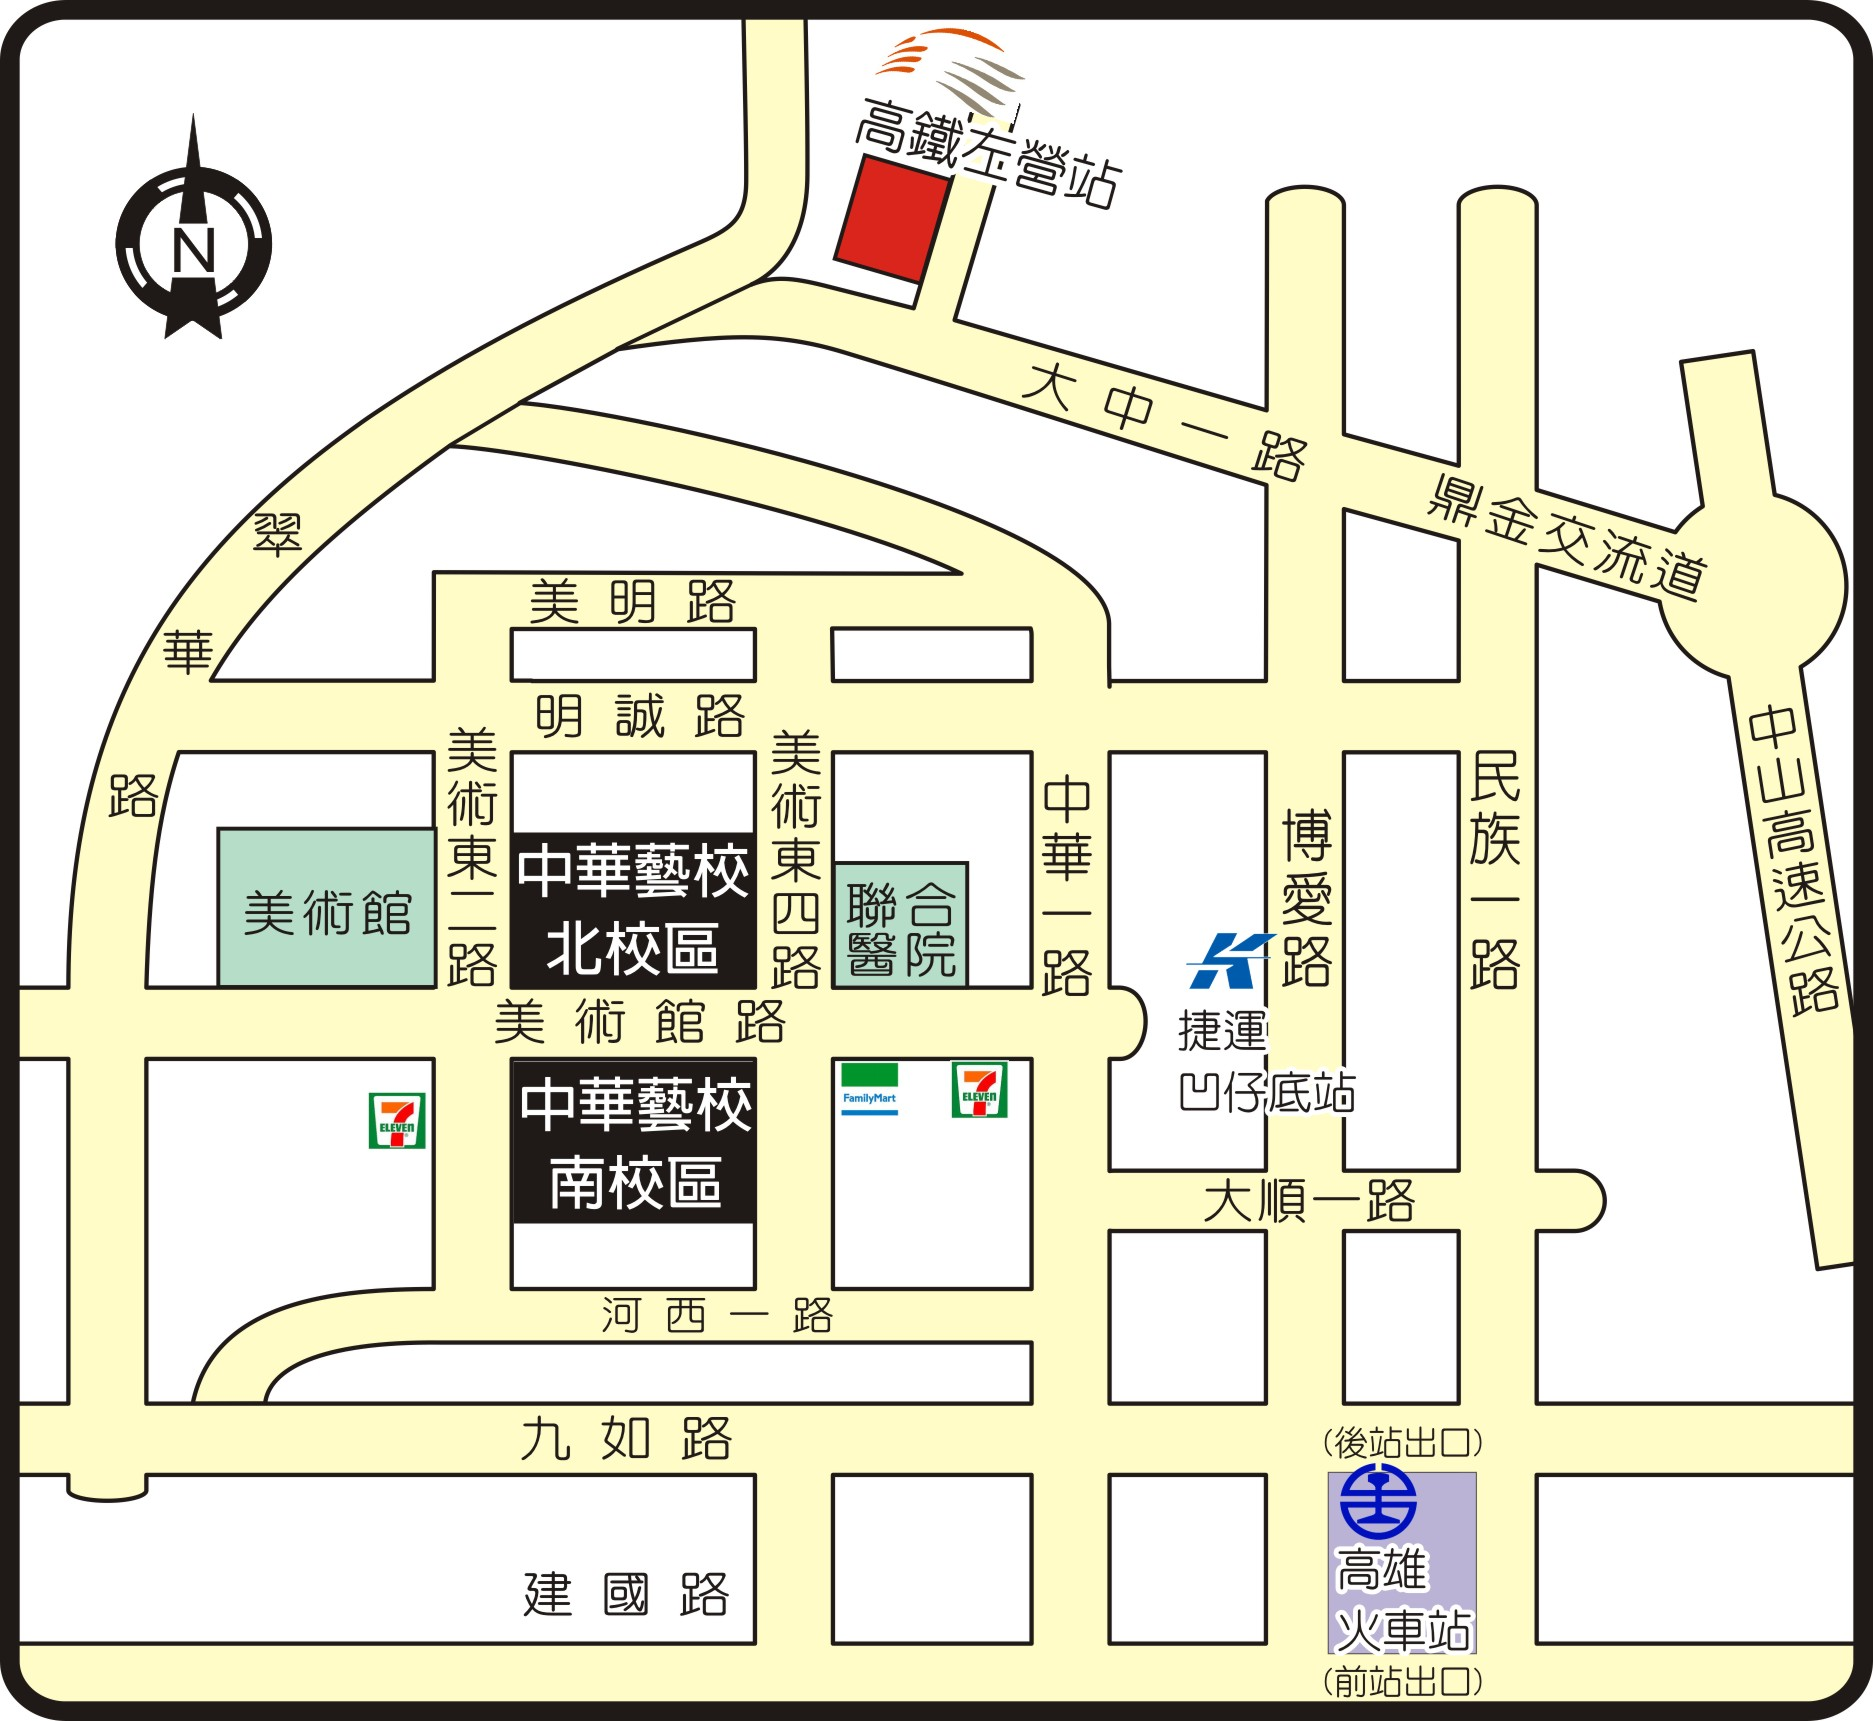 高鐵左營站
N
大中一路
鼎金交流道
翠華路
美明路
明誠路
美術東二路
美術東四路
中華一路
博愛路
民族一路
中山高速公路
中華藝校
北校區
美術館
聯合
醫院
捷運
凹仔底站
美術館路
中華藝校
南校區
7
ELEVEN
FamilyMart
7
ELEVEN
大順一路
河西一路
九如路
(後站出口)
高雄
火車站
建國路
(前站出口)